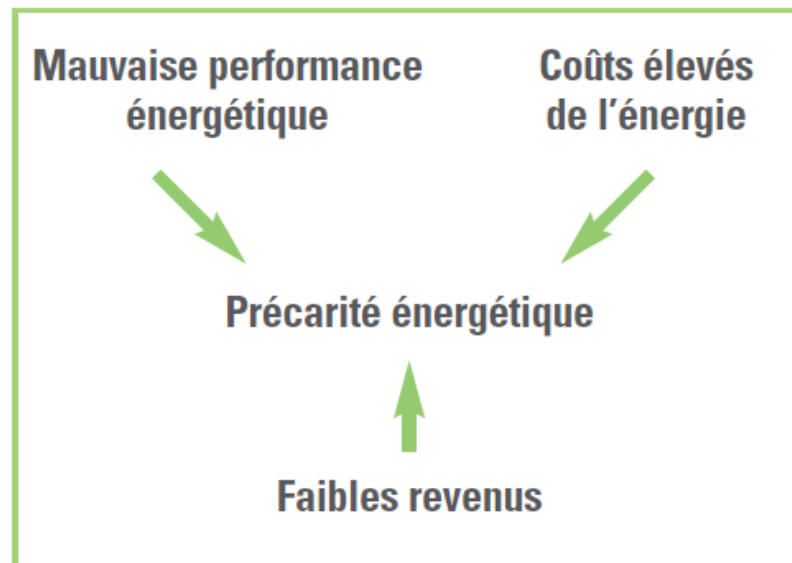 Mauvaise performance
énergétique
Coûts élevés
de l'énergie
Précarité énergétique
Faibles revenus